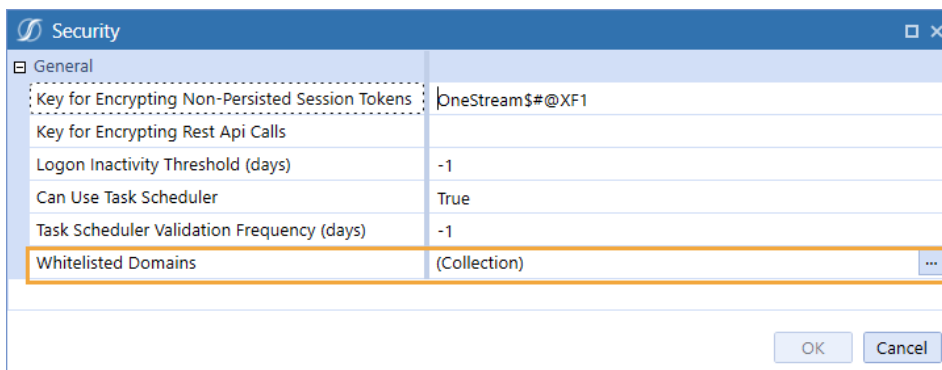 Security
General
Key for Encrypting Non-Persisted Session Tokens OneStream$#@XF1
Key for Encrypting Rest Api Calls
Logon Inactivity Threshold (days) -1
Can Use Task Scheduler True
Task Scheduler Validation Frequency (days) -1
Whitelisted Domains (Collection) ...
OK Cancel